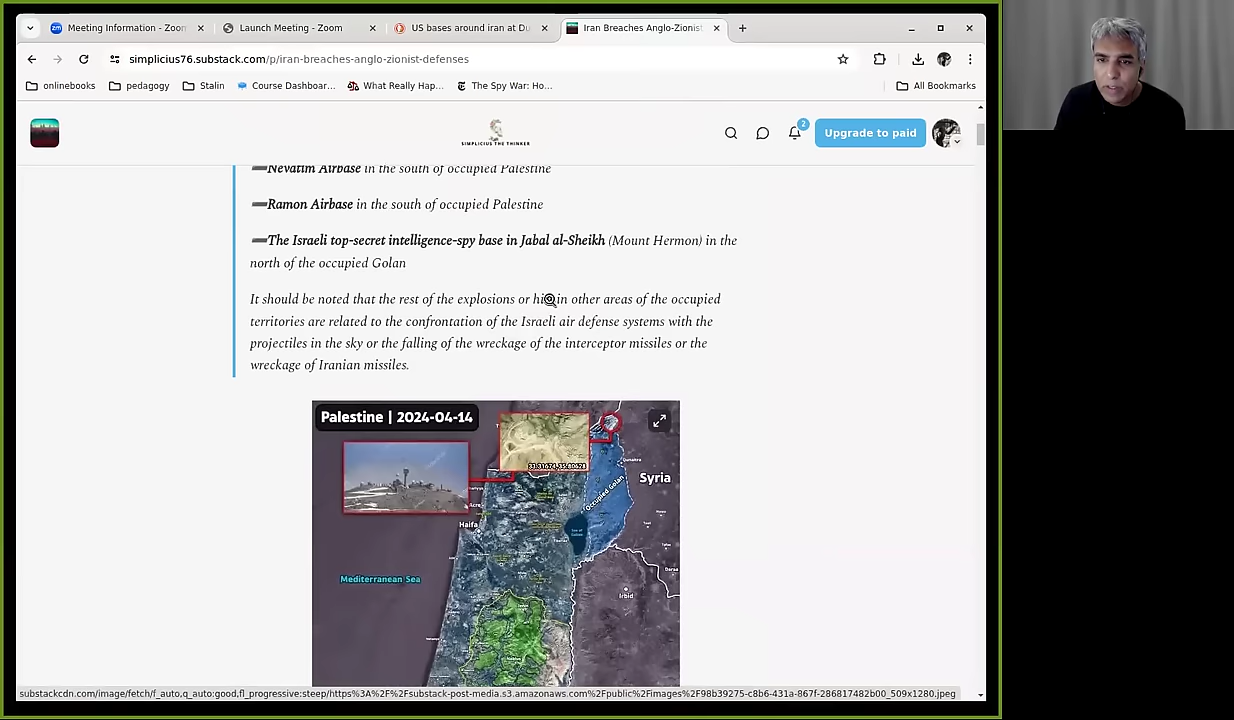 Meeting Information - Zoom
Launch Meeting - Zoom
US bases around iran at Du
Iran Breaches Anglo-Zionist
simplicius76.substack.com/p/iran-breaches-anglo-zionist-defenses
onlinebooks
pedagogy
Stalin
Course Dashboar...
What Really Hap...
The Spy War: Ho...
All Bookmarks
SIMPLICIUS THE THINKER
2
Upgrade to paid
➖Nevatim Airbase in the south of occupied Palestine
➖Ramon Airbase in the south of occupied Palestine
➖The Israeli top-secret intelligence-spy base in Jabal al-Sheikh (Mount Hermon) in the
north of the occupied Golan
It should be noted that the rest of the explosions or in other areas of the occupied
territories are related to the confrontation of the Israeli air defense systems with the
projectiles in the sky or the falling of the wreckage of the interceptor missiles or the
wreckage of Iranian missiles.
Palestine | 2024-04-14
Syria
Occupied Golan
Acre
Haifa
Mediterranean Sea
Irbid
substackcdn.com/image/fetch/f_auto,q_auto:good,fl_progressive:steep/https%3A%2F%2Fsubstack-post-media.s3.amazonaws.com%2Fpublic%2Fimages%2F98b39275-c8b6-431a-867f-286817482b00_509x1280.jpeg